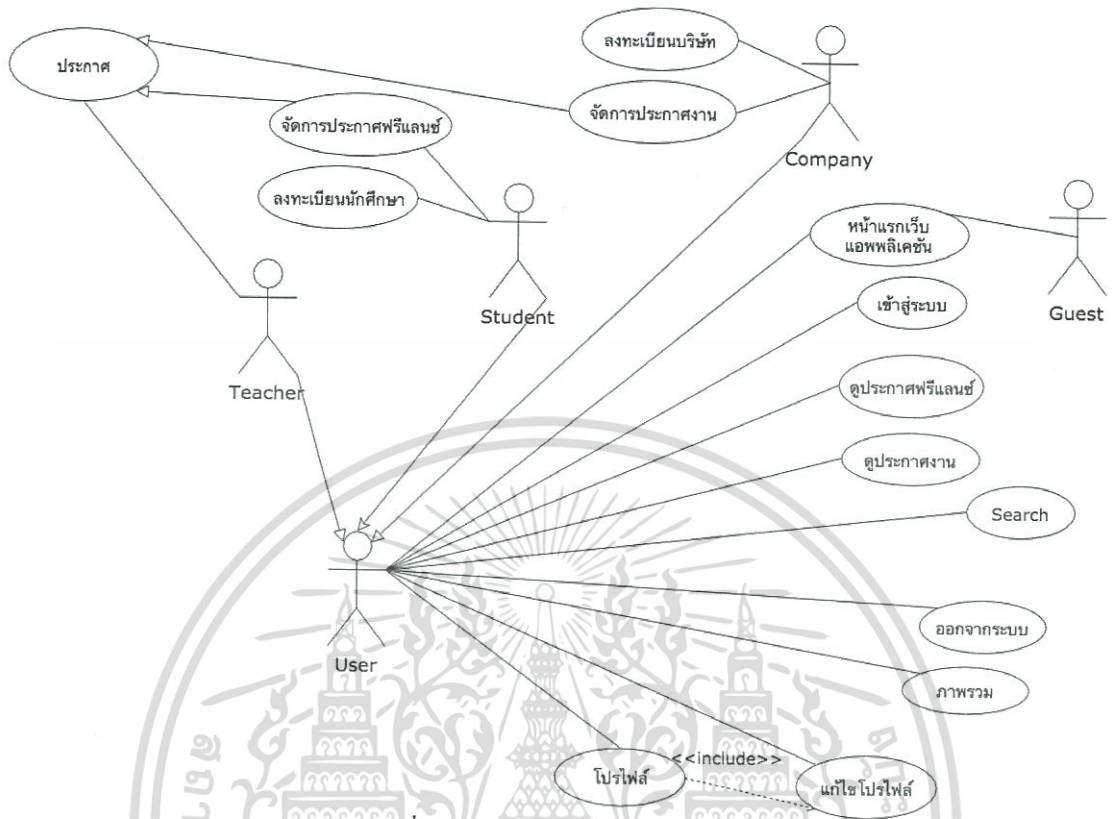 ลงทะเบียนบริษัท
ประกาศ
จัดการประกาศงาน
จัดการประกาศฟรีแลนซ์
Company
ลงทะเบียนนักศึกษา
หน้าแรกเว็บ
แอพพลิเคชัน
เข้าสู่ระบบ
Student
Guest
Teacher
ดูประกาศฟรีแลนซ์
ดูประกาศงาน
Search
ออกจากระบบ
User
ภาพรวม
<<include>>
โปรไฟล์
แก้ไขโปรไฟล์